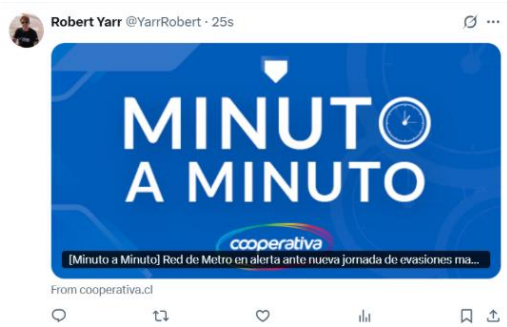 Robert Yarr @YarrRobert · 25s
MINUTO
A MINUTO
cooperativa
[Minuto a Minuto] Red de Metro en alerta ante nueva jornada de evasiones ma...
From cooperativa.cl